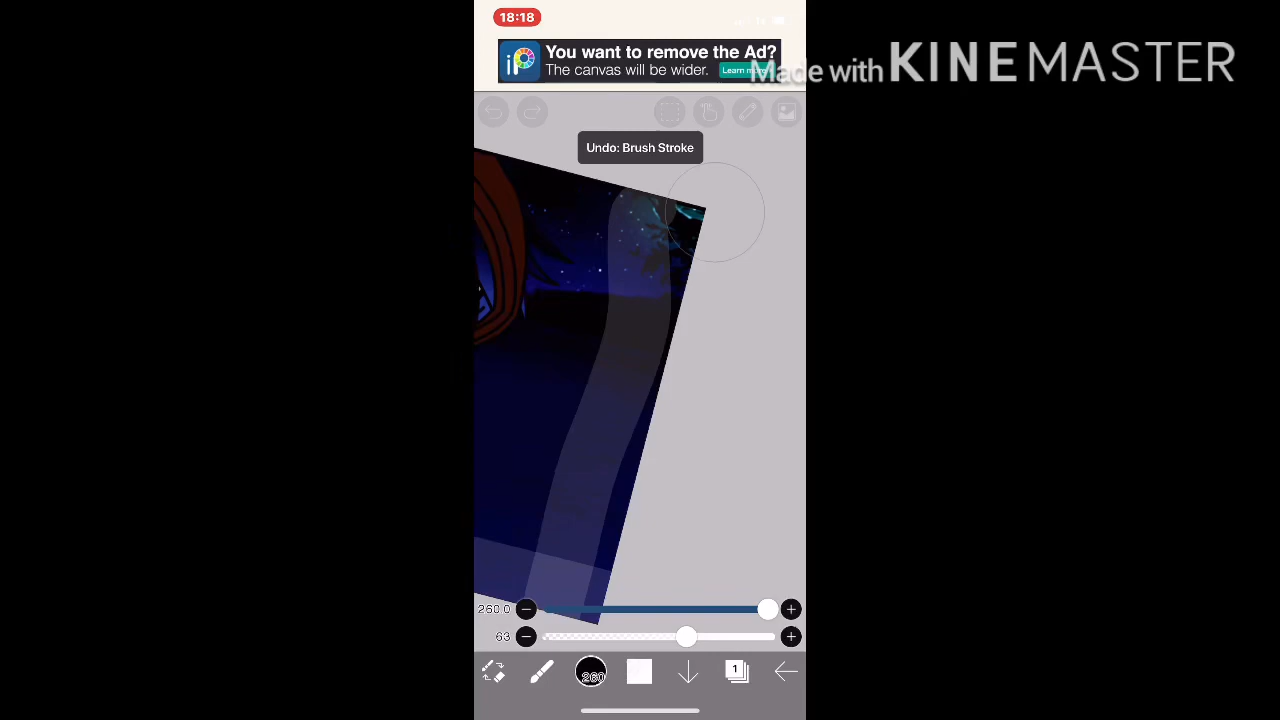 18:18
iP
You want to remove the Ad?
The canvas will be wider.
Learn more
Made with KINEMASTER
Undo: Brush Stroke
260.0
63
260
1